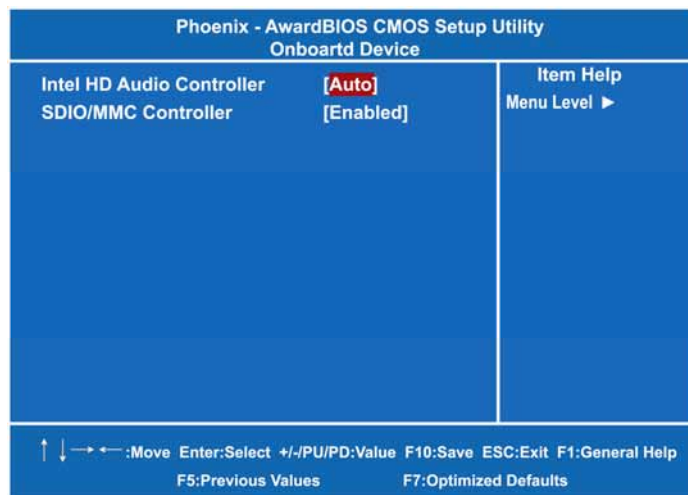 Phoenix - AwardBIOS CMOS Setup Utility
Onboartd Device
Intel HD Audio Controller [Auto]
SDIO/MMC Controller [Enabled]
Item Help
Menu Level ►
↑ ↓ → ← :Move Enter:Select +/-/PU/PD:Value F10:Save ESC:Exit F1:General Help
F5:Previous Values F7:Optimized Defaults